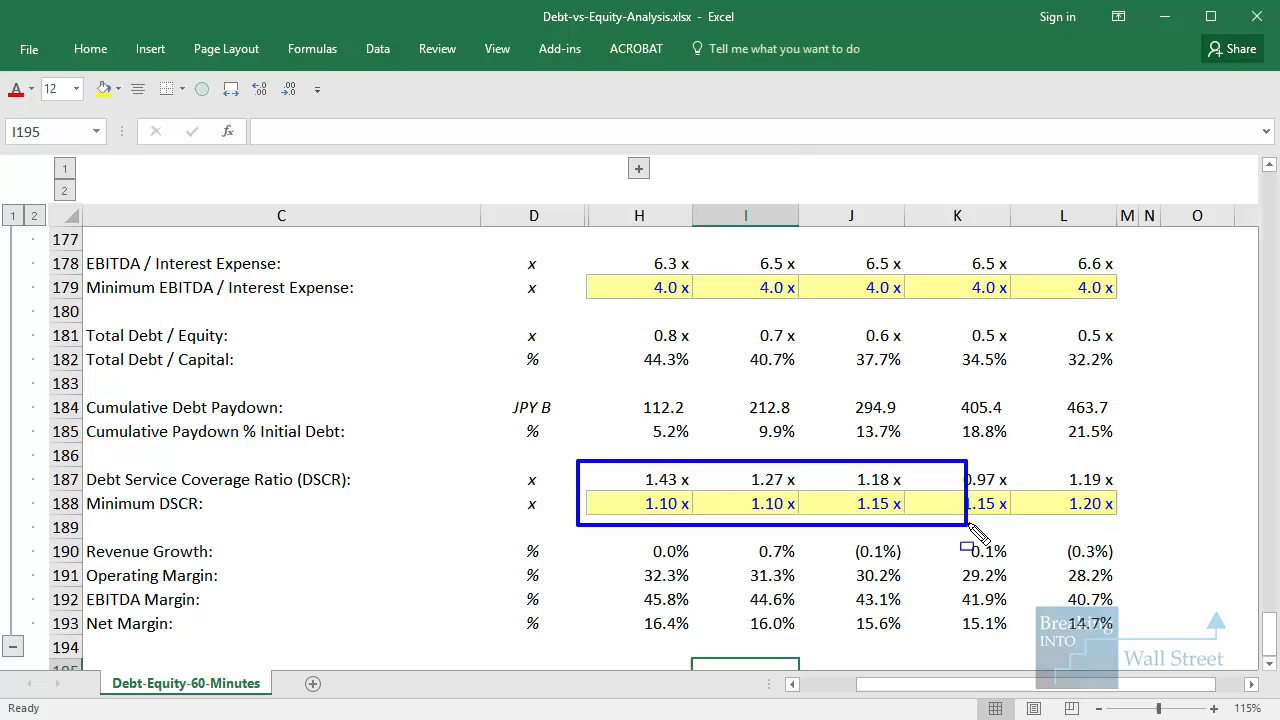 Debt-vs-Equity-Analysis.xlsx - Excel
Sign in
File Home Insert Page Layout Formulas Data Review View Add-ins ACROBAT Tell me what you want to do Share
A 12
I195 fx
1
2
1 2 C D H I J K L M N O
177
178 EBITDA / Interest Expense: x 6.3 x 6.5 x 6.5 x 6.5 x 6.6 x
179 Minimum EBITDA / Interest Expense: x 4.0 x 4.0 x 4.0 x 4.0 x 4.0 x
180
181 Total Debt / Equity: x 0.8 x 0.7 x 0.6 x 0.5 x 0.5 x
182 Total Debt / Capital: % 44.3% 40.7% 37.7% 34.5% 32.2%
183
184 Cumulative Debt Paydown: JPY B 112.2 212.8 294.9 405.4 463.7
185 Cumulative Paydown % Initial Debt: % 5.2% 9.9% 13.7% 18.8% 21.5%
186
187 Debt Service Coverage Ratio (DSCR): x 1.43 x 1.27 x 1.18 x 0.97 x 1.19 x
188 Minimum DSCR: x 1.10 x 1.10 x 1.15 x 1.15 x 1.20 x
189
190 Revenue Growth: % 0.0% 0.7% (0.1%) 0.1% (0.3%)
191 Operating Margin: % 32.3% 31.3% 30.2% 29.2% 28.2%
192 EBITDA Margin: % 45.8% 44.6% 43.1% 41.9% 40.7%
193 Net Margin: % 16.4% 16.0% 15.6% 15.1% 14.7%
194
195
Breaking
INTO
Wall Street
Debt-Equity-60-Minutes
Ready 115%